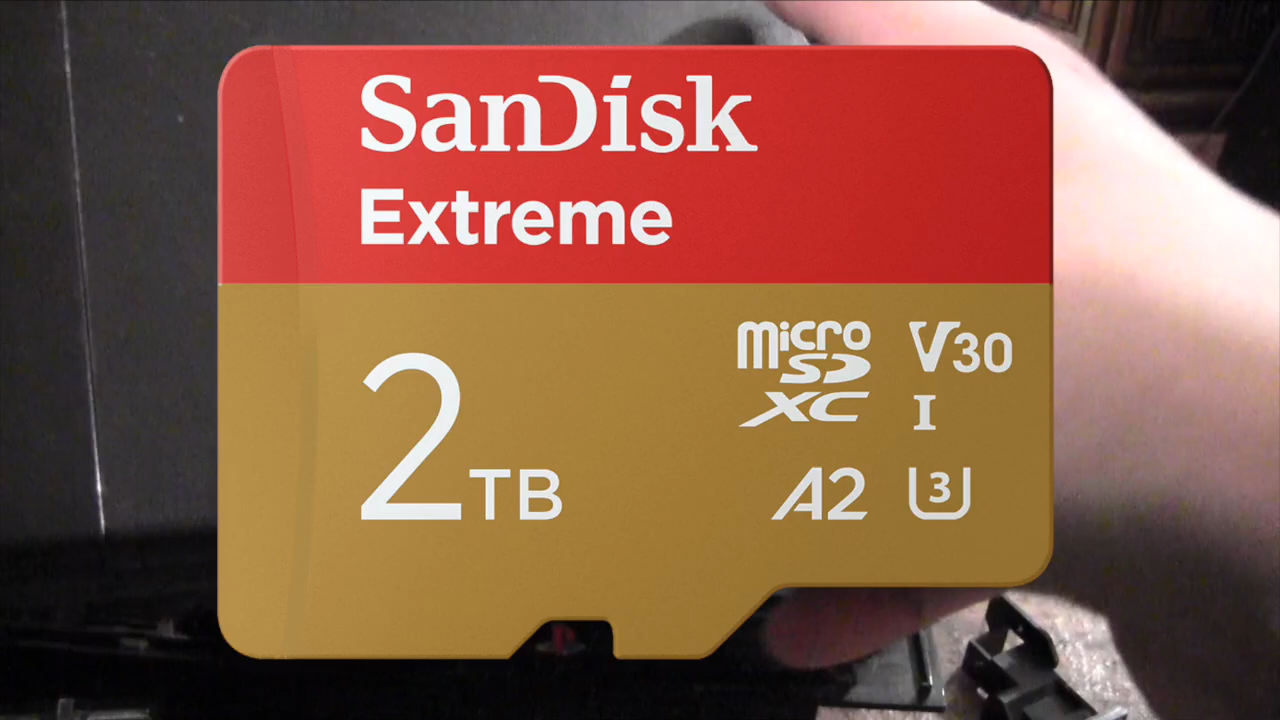 SanDisk
Extreme
2TB
micro
SD
XC
V30
I
A2
3